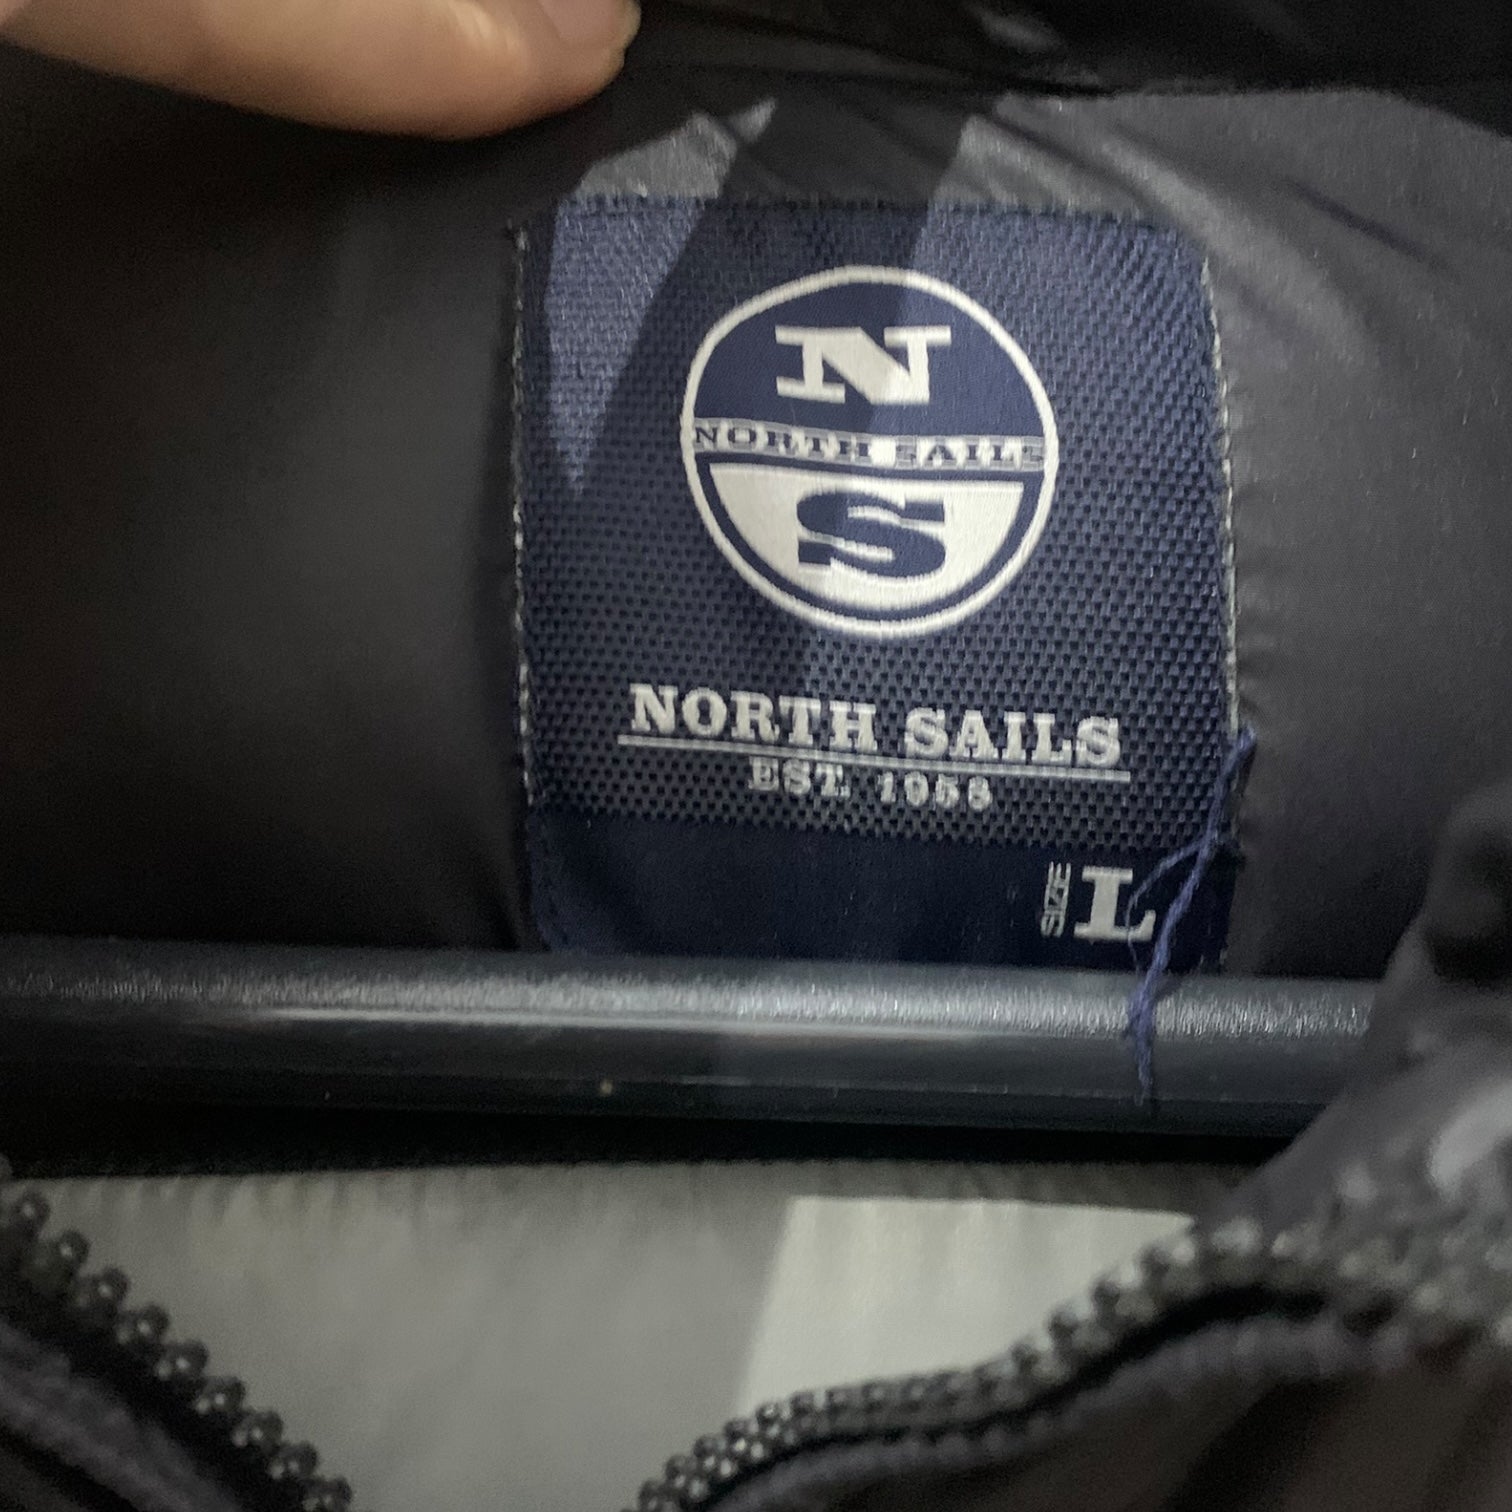 N
NORTH SAILS
S
NORTH SAILS
EST. 1958
SIZE L